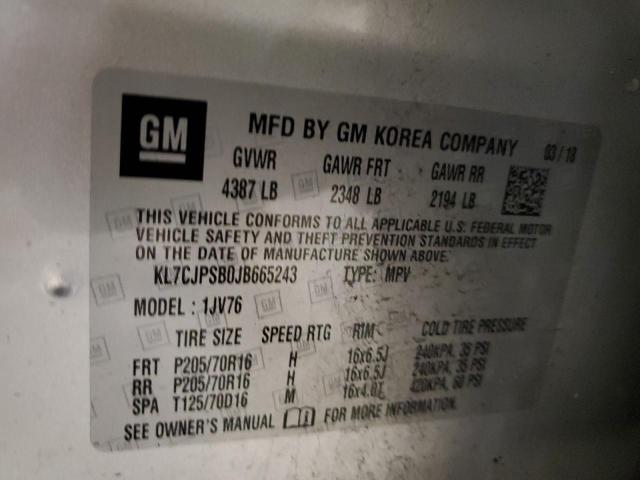 GM
MFD BY GM KOREA COMPANY 03/18
GVWR GAWR FRT GAWR RR
4387 LB 2348 LB 2194 LB
THIS VEHICLE CONFORMS TO ALL APPLICABLE U.S. FEDERAL MOTOR
VEHICLE SAFETY AND THEFT PREVENTION STANDARDS IN EFFECT
ON THE DATE OF MANUFACTURE SHOWN ABOVE.
KL7CJPSB0JB665243 TYPE: MPV
MODEL : 1JV76
TIRE SIZE SPEED RTG RIM COLD TIRE PRESSURE
FRT P205/70R16 H 16x6.5J 240KPA, 35 PSI
RR P205/70R16 H 16x6.5J 240KPA, 35 PSI
SPA T125/70D16 M 16x4.0T 420KPA, 60 PSI
SEE OWNER'S MANUAL FOR MORE INFORMATION.